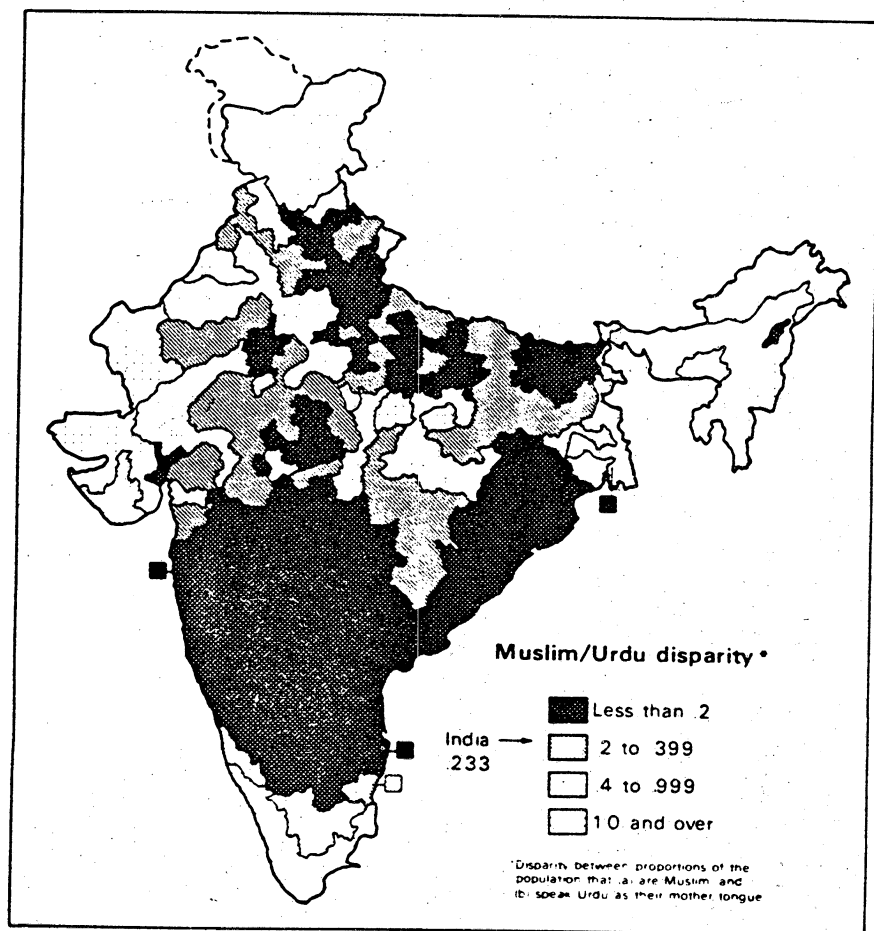 Muslim/Urdu disparity *
Less than .2
India
.233
.2 to .399
.4 to .999
1.0 and over
*Disparity between proportions of the
population that (a) are Muslim and
(b) speak Urdu as their mother tongue